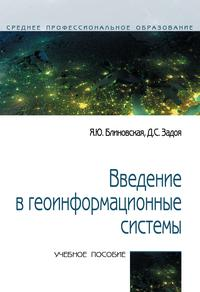 СРЕДНЕЕ ПРОФЕССИОНАЛЬНОЕ ОБРАЗОВАНИЕ
Я.Ю. Блиновская, Д.С. Задоя
Введение
в геоинформационные
системы
УЧЕБНОЕ ПОСОБИЕ